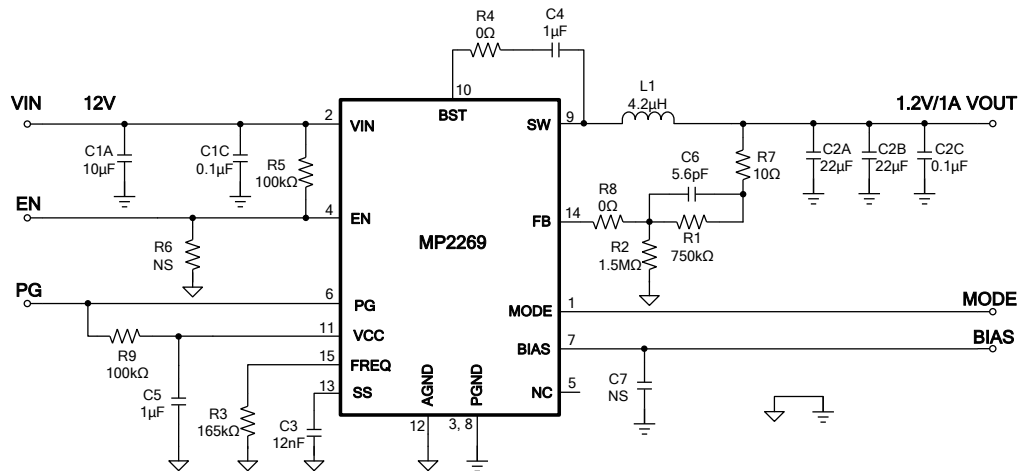 R4
0Ω
C4
1µF
10
BST
L1
4.2µH
VIN
12V
2
VIN
SW
9
1.2V/1A VOUT
C1A
10µF
C1C
0.1µF
R5
100kΩ
C6
5.6pF
R7
10Ω
C2A
22µF
C2B
22µF
C2C
0.1µF
EN
4
EN
FB
14
R8
0Ω
R6
NS
MP2269
R2
1.5MΩ
R1
750kΩ
PG
6
PG
MODE
1
MODE
11
VCC
BIAS
7
BIAS
R9
100kΩ
15
FREQ
C5
1µF
13
SS
NC
5
C7
NS
R3
165kΩ
C3
12nF
AGND
PGND
12
3, 8